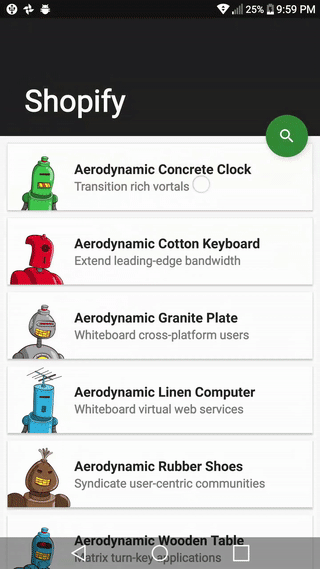 25% 9:59 PM
Shopify
Aerodynamic Concrete Clock
Transition rich vortals
Aerodynamic Cotton Keyboard
Extend leading-edge bandwidth
Aerodynamic Granite Plate
Whiteboard cross-platform users
Aerodynamic Linen Computer
Whiteboard virtual web services
Aerodynamic Rubber Shoes
Syndicate user-centric communities
Aerodynamic Wooden Table
Matrix turn-key applications